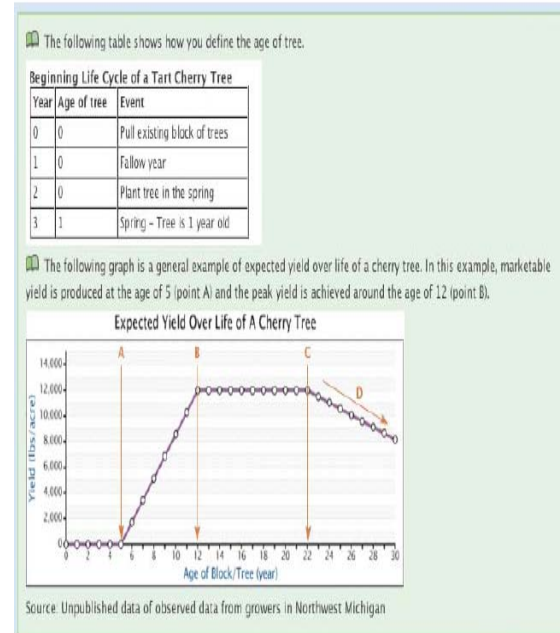 The following table shows how you define the age of tree.
Beginning Life Cycle of a Tart Cherry Tree
Year Age of tree Event
0 0 Pull existing block of trees
1 0 Fallow year
2 0 Plant tree in the spring
3 1 Spring - Tree is 1 year old
The following graph is a general example of expected yield over life of a cherry tree. In this example, marketable
yield is produced at the age of 5 (point A) and the peak yield is achieved around the age of 12 (point B).
Expected Yield Over Life of A Cherry Tree
A B C
D
14,000
12,000
10,000
8,000
6,000
4,000
2,000
0
Yield (lbs/acre)
0 2 4 6 8 10 12 14 16 18 20 22 24 26 28 30
Age of Block/Tree (year)
Source: Unpublished data of observed data from growers in Northwest Michigan